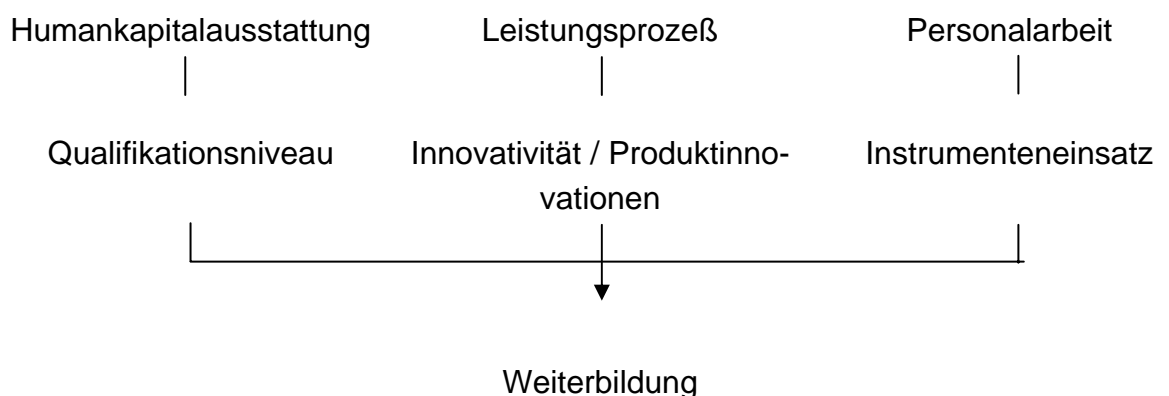 Humankapitalausstattung Leistungsprozeß Personalarbeit
Qualifikationsniveau Innovativität / Produktinno- Instrumenteneinsatz
vationen
Weiterbildung